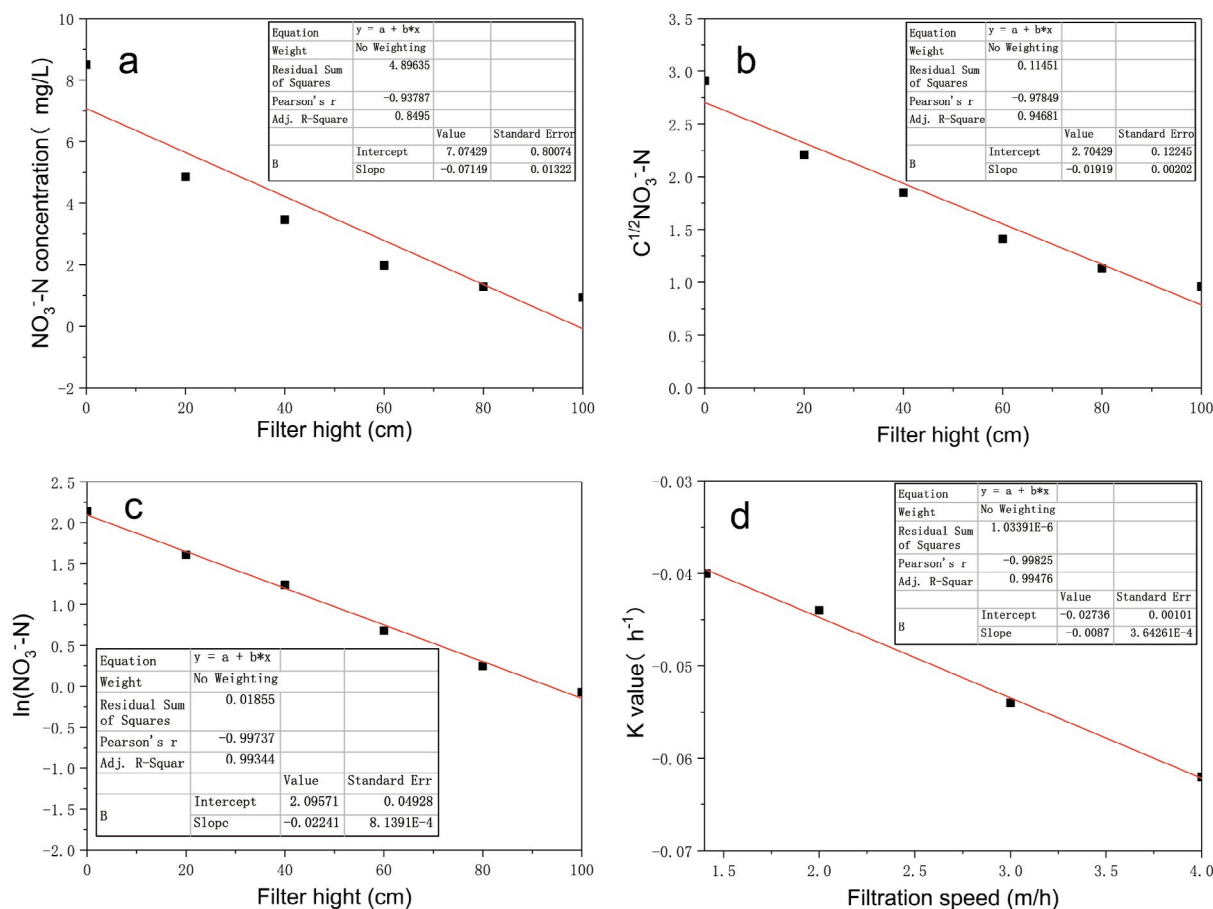 a
NO₃⁻-N concentration( mg/L)
10
8
6
4
2
0
-2
0 20 40 60 80 100
Filter hight (cm)
Equation y = a + b*x
Weight No Weighting
Residual Sum of Squares 4.89635
Pearson's r -0.93787
Adj. R-Square 0.8495
Value Standard Error
B Intercept 7.07429 0.80074
Slope -0.07149 0.01322
b
C^1/2NO₃⁻-N
3.5
3.0
2.5
2.0
1.5
1.0
0.5
0.0
0 20 40 60 80 100
Filter hight (cm)
Equation y = a + b*x
Weight No Weighting
Residual Sum of Squares 0.11451
Pearson's r -0.97849
Adj. R-Square 0.94681
Value Standard Erro
B Intercept 2.70429 0.12245
Slope -0.01919 0.00202
c
ln(NO₃⁻-N)
2.5
2.0
1.5
1.0
0.5
0.0
-0.5
-1.0
-1.5
-2.0
0 20 40 60 80 100
Filter hight (cm)
Equation y = a + b*x
Weight No Weighting
Residual Sum of Squares 0.01855
Pearson's r -0.99737
Adj. R-Squar 0.99344
Value Standard Err
B Intercept 2.09571 0.04928
Slope -0.02241 8.1391E-4
d
K value( h⁻¹)
-0.03
-0.04
-0.05
-0.06
-0.07
1.5 2.0 2.5 3.0 3.5 4.0
Filtration speed (m/h)
Equation y = a + b*x
Weight No Weighting
Residual Sum of Squares 1.03391E-6
Pearson's r -0.99825
Adj. R-Squar 0.99476
Value Standard Err
B Intercept -0.02736 0.00101
Slope -0.0087 3.64261E-4